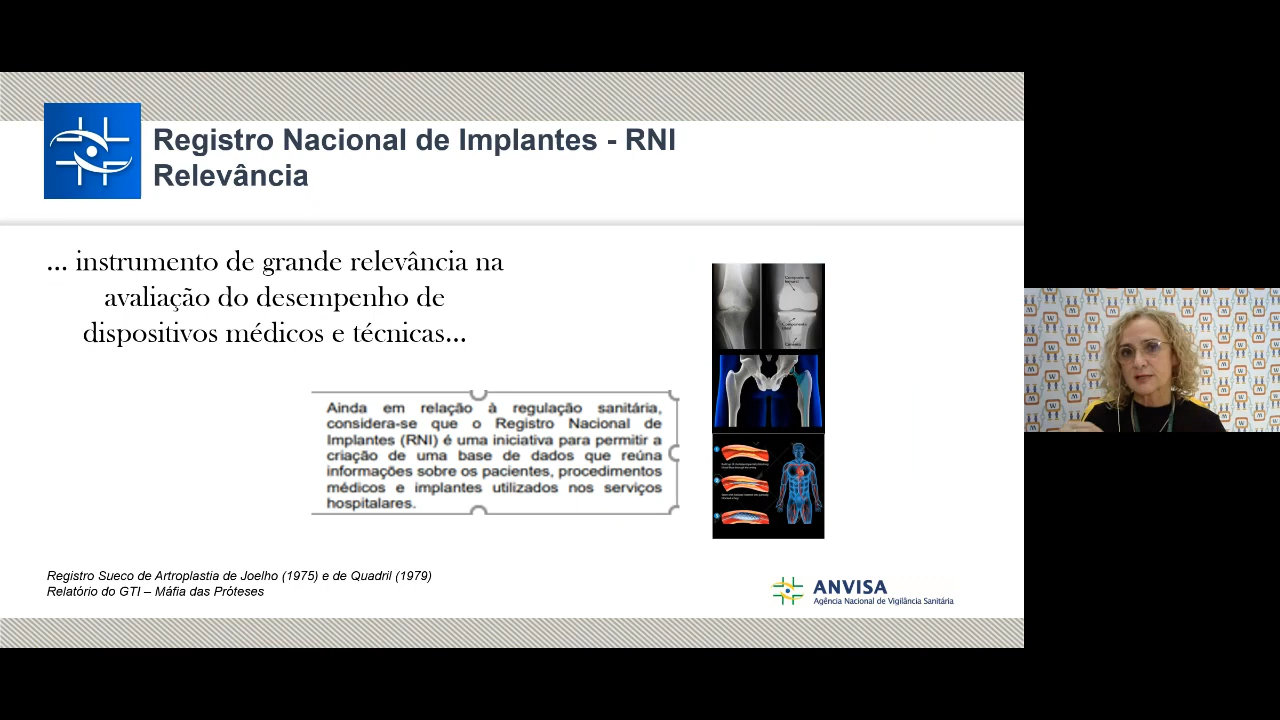 Registro Nacional de Implantes - RNI
Relevância
... instrumento de grande relevância na
avaliação do desempenho de
dispositivos médicos e técnicas...
Ainda em relação à regulação sanitária,
considera-se que o Registro Nacional de
Implantes (RNI) é uma iniciativa para permitir a
criação de uma base de dados que reúna
informações sobre os pacientes, procedimentos
médicos e implantes utilizados nos serviços
hospitalares.
Registro Sueco de Artroplastia de Joelho (1975) e de Quadril (1979)
Relatório do GTI – Máfia das Próteses
ANVISA
Agência Nacional de Vigilância Sanitária